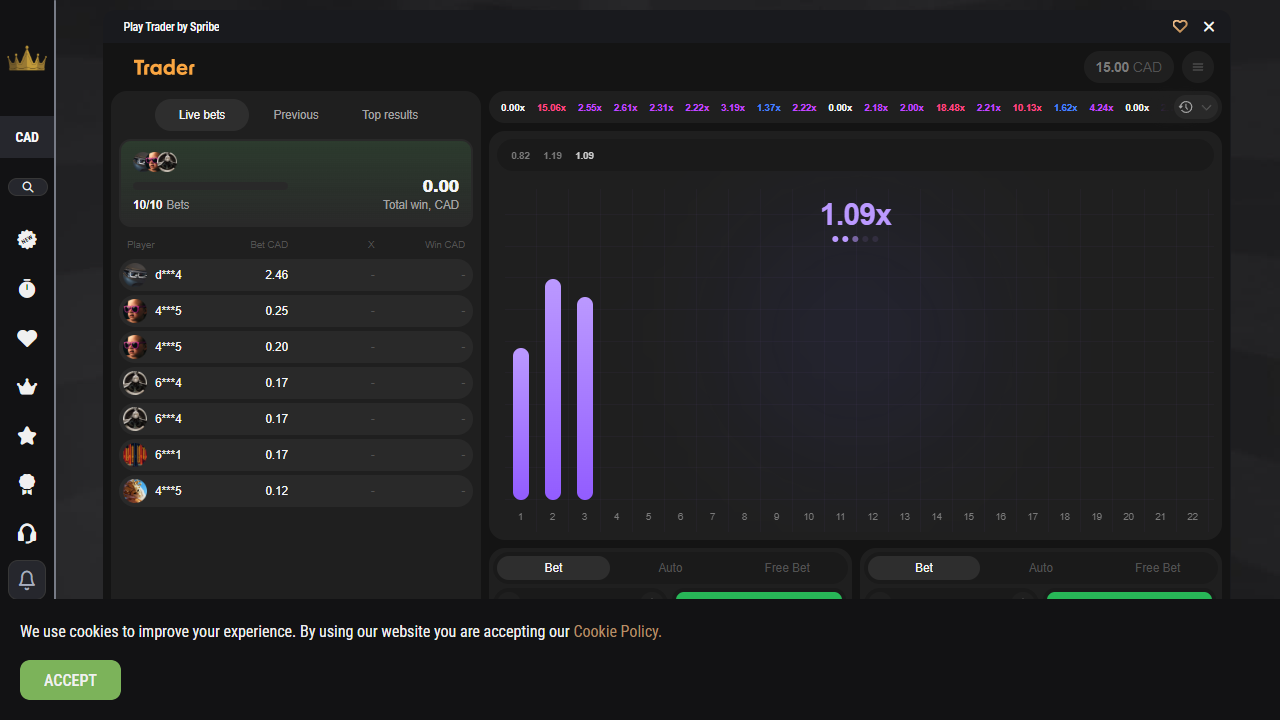 Play Trader by Spribe
Trader
15.00 CAD
CAD
NEW
Live bets Previous Top results
0.00x 15.06x 2.55x 2.61x 2.31x 2.22x 3.19x 1.37x 2.22x 0.00x 2.18x 2.00x 18.48x 2.21x 10.13x 1.62x 4.24x 0.00x
0.82 1.19 1.09
1.09x
0.00
10/10 Bets Total win, CAD
Player Bet CAD X Win CAD
d***4 2.46 - -
4***5 0.25 - -
4***5 0.20 - -
6***4 0.17 - -
6***4 0.17 - -
6***1 0.17 - -
4***5 0.12 - -
1 2 3 4 5 6 7 8 9 10 11 12 13 14 15 16 17 18 19 20 21 22
Bet Auto Free Bet
Bet Auto Free Bet
We use cookies to improve your experience. By using our website you are accepting our Cookie Policy.
ACCEPT